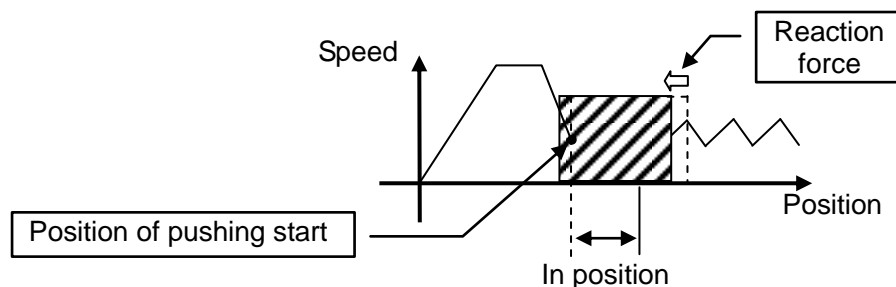 Reaction
force
Speed
Position
Position of pushing start
In position